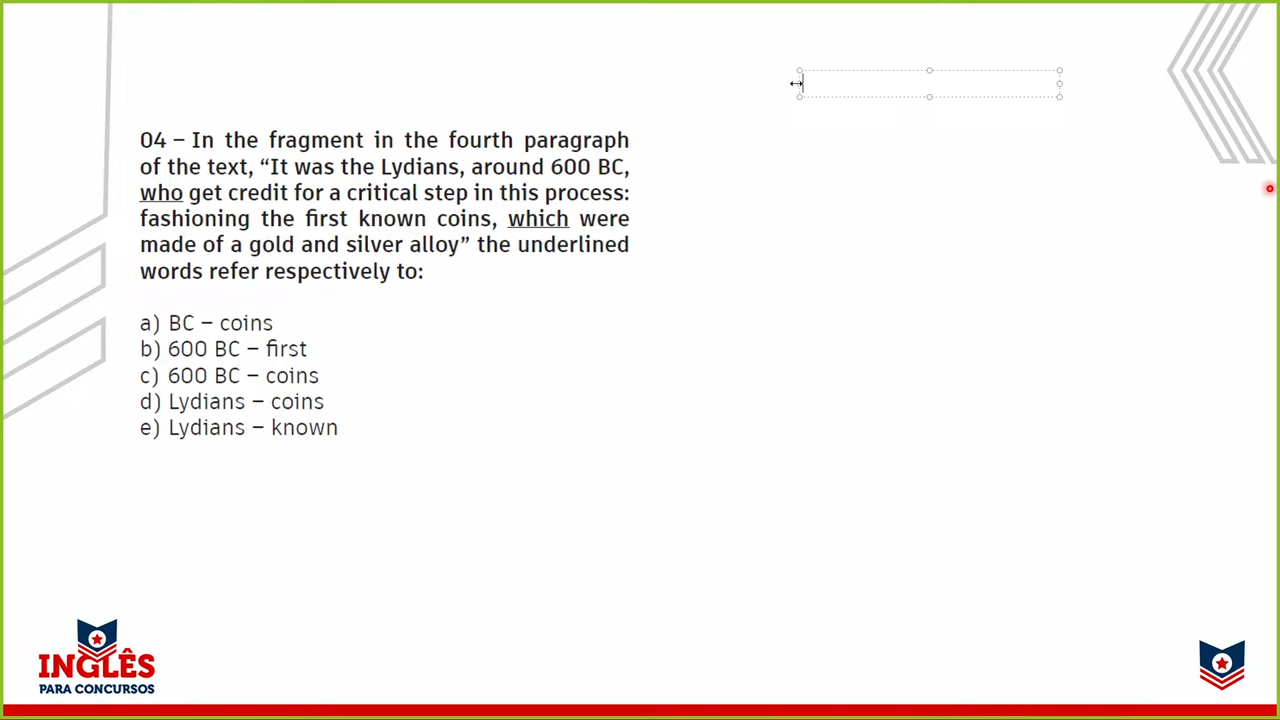 04 – In the fragment in the fourth paragraph
of the text, “It was the Lydians, around 600 BC,
who get credit for a critical step in this process:
fashioning the first known coins, which were
made of a gold and silver alloy” the underlined
words refer respectively to:
a) BC – coins
b) 600 BC – first
c) 600 BC – coins
d) Lydians – coins
e) Lydians – known
INGLÊS
PARA CONCURSOS